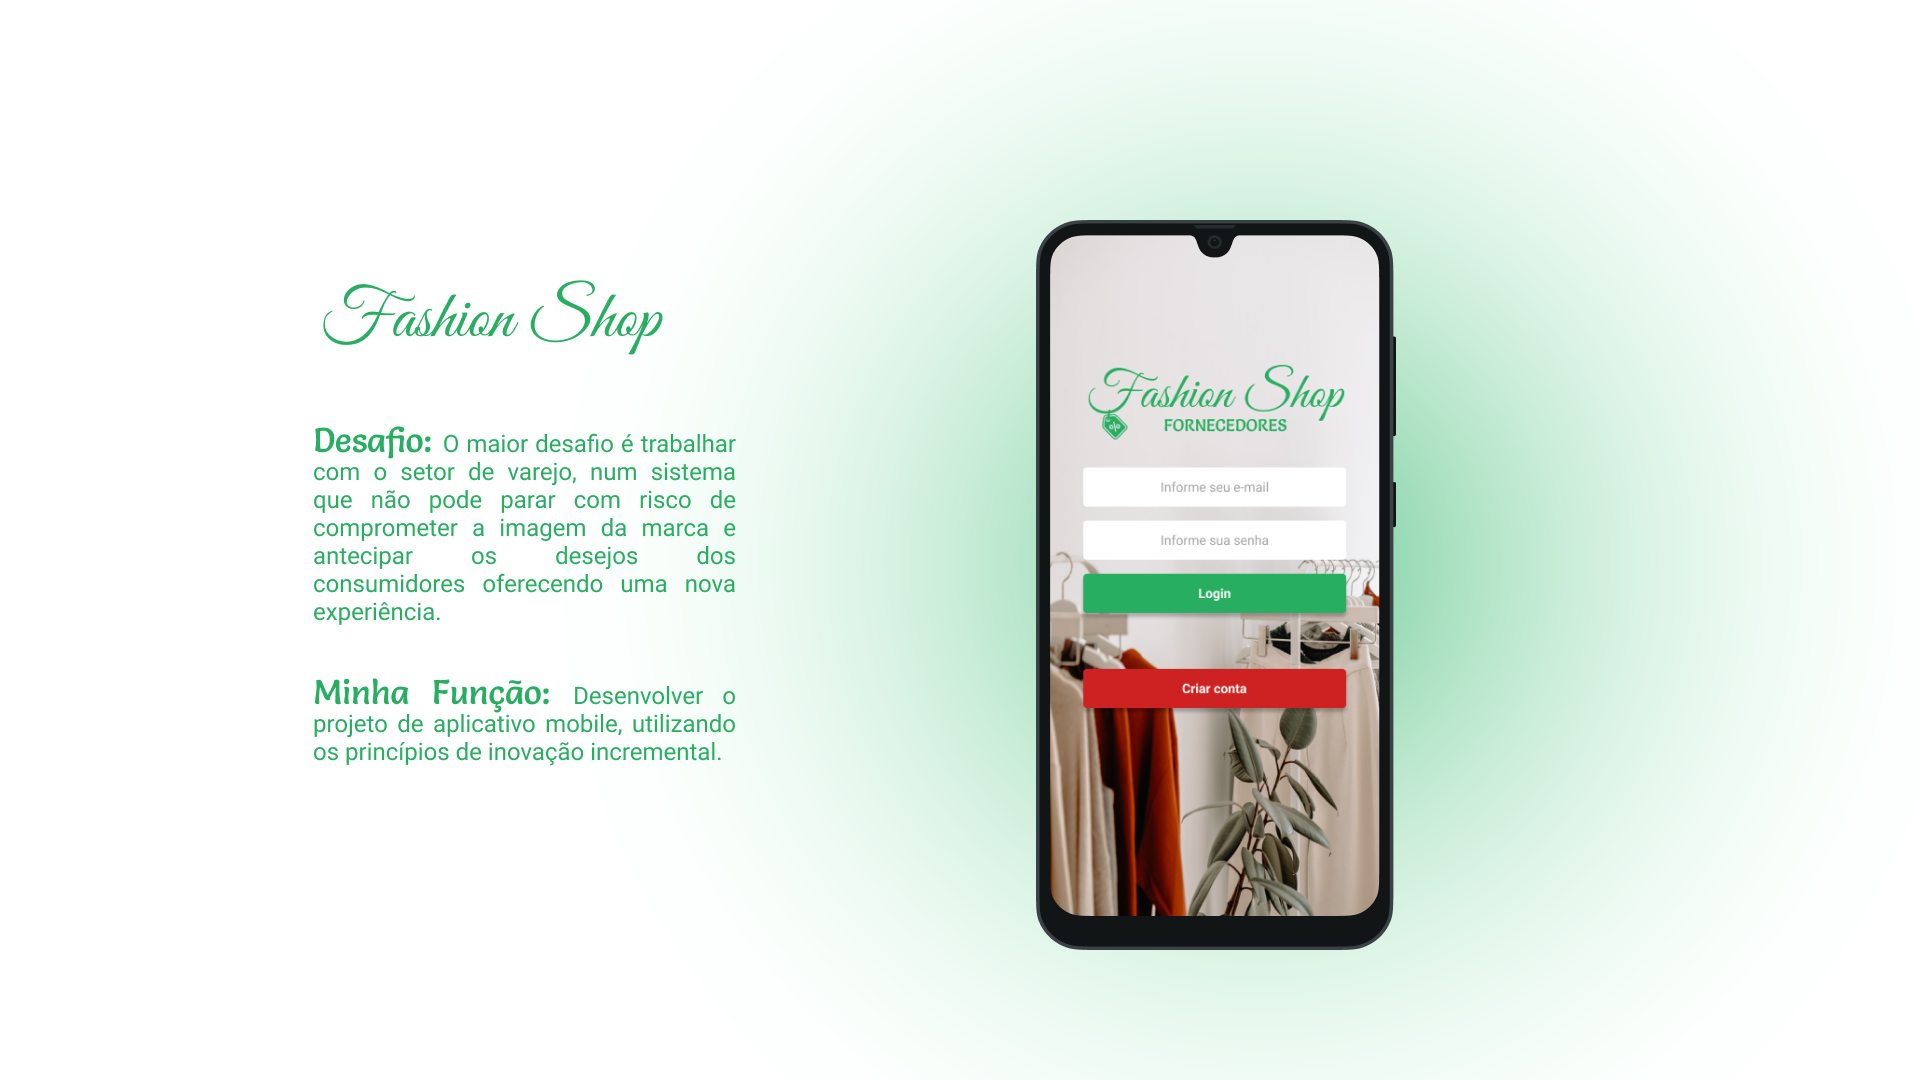 Fashion Shop
Desafio: O maior desafio é trabalhar
com o setor de varejo, num sistema
que não pode parar com risco de
comprometer a imagem da marca e
antecipar os desejos dos
consumidores oferecendo uma nova
experiência.
Minha Função: Desenvolver o
projeto de aplicativo mobile, utilizando
os princípios de inovação incremental.
Fashion Shop
%
FORNECEDORES
Informe seu e-mail
Informe sua senha
Login
Criar conta